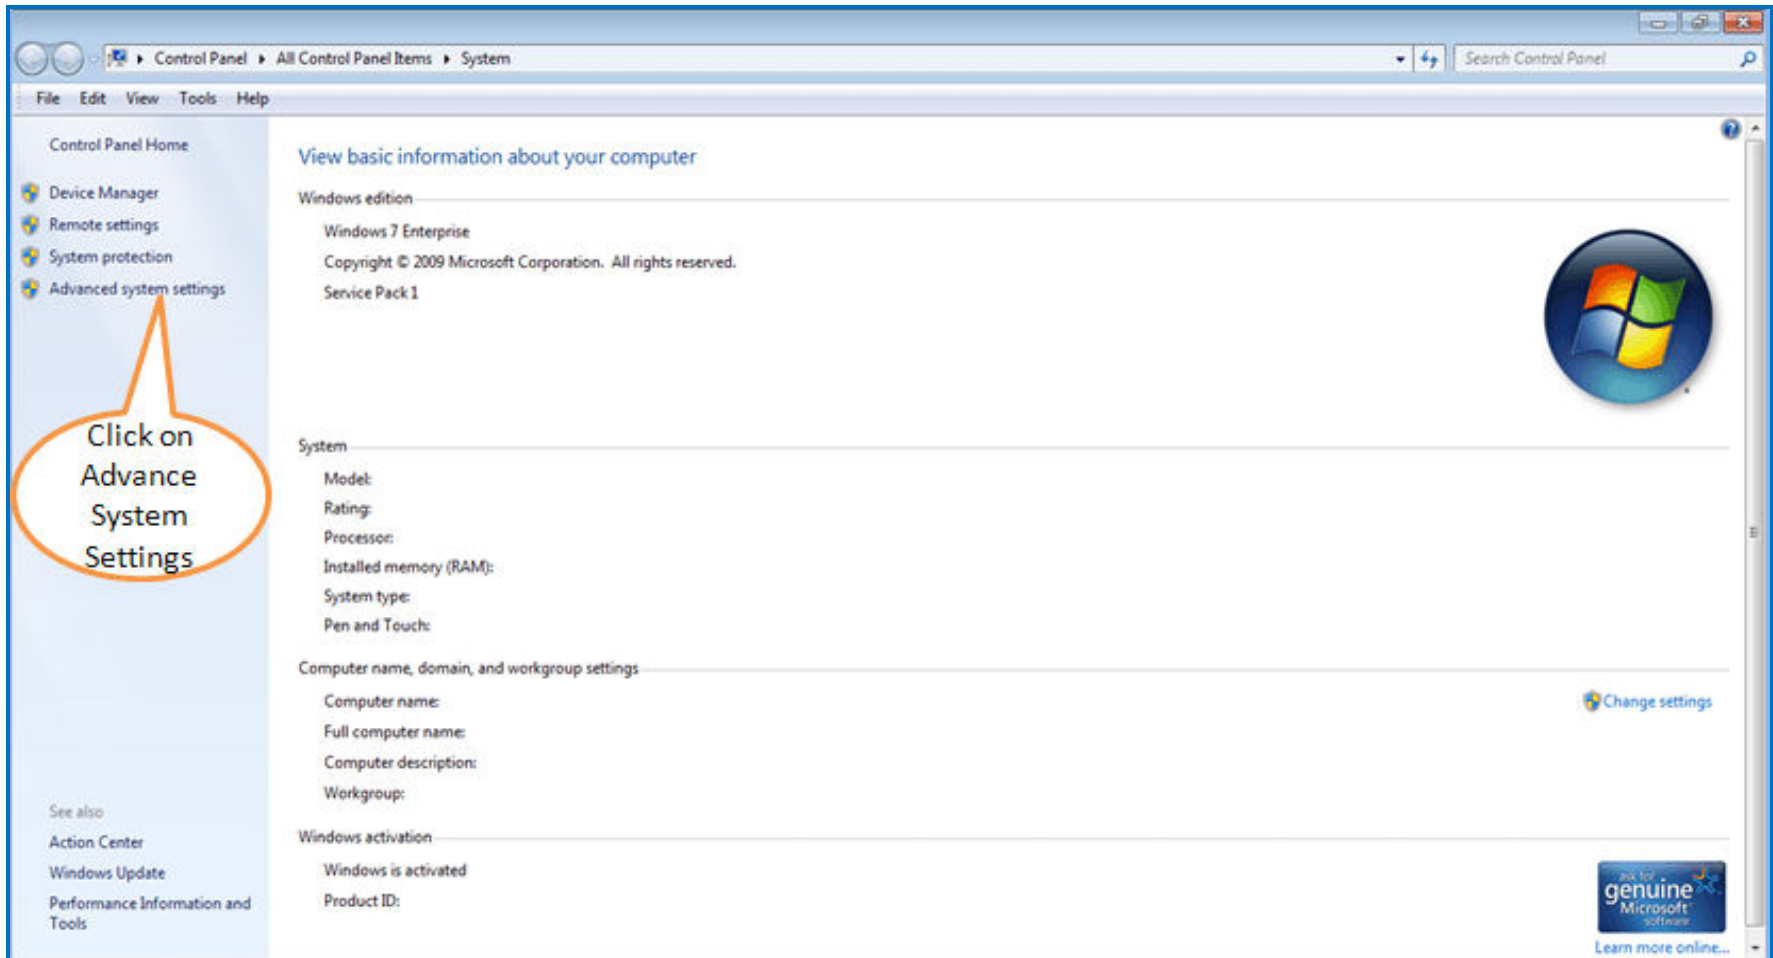 Control Panel ▸ All Control Panel Items ▸ System
Search Control Panel
File Edit View Tools Help
Control Panel Home
Device Manager
Remote settings
System protection
Advanced system settings
Click on
Advance
System
Settings
See also
Action Center
Windows Update
Performance Information and
Tools
View basic information about your computer
Windows edition
Windows 7 Enterprise
Copyright © 2009 Microsoft Corporation. All rights reserved.
Service Pack 1
System
Model:
Rating:
Processor:
Installed memory (RAM):
System type:
Pen and Touch:
Computer name, domain, and workgroup settings
Computer name:
Change settings
Full computer name:
Computer description:
Workgroup:
Windows activation
Windows is activated
Product ID:
ask for
genuine
Microsoft
software
Learn more online...